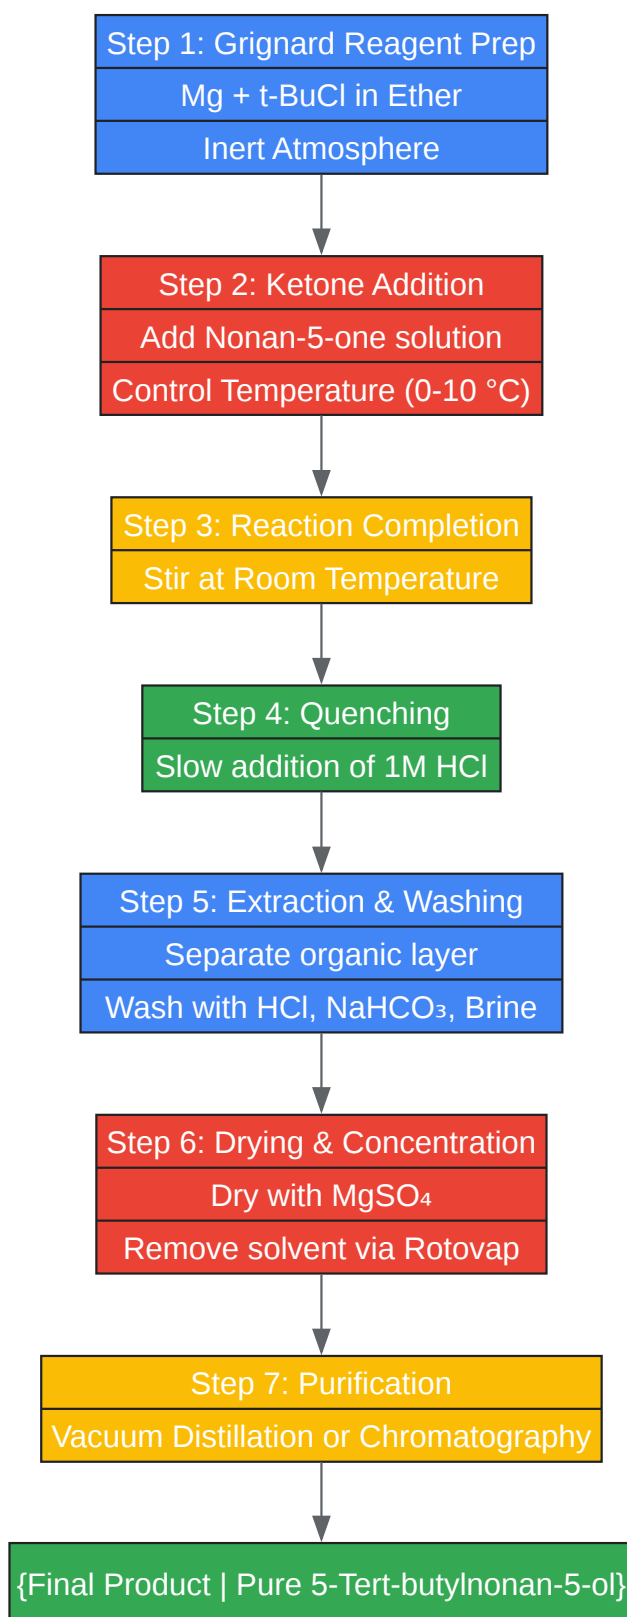 Step 1: Grignard Reagent Prep
Mg + t-BuCl in Ether
Inert Atmosphere
Step 2: Ketone Addition
Add Nonan-5-one solution
Control Temperature (0-10 °C)
Step 3: Reaction Completion
Stir at Room Temperature
Step 4: Quenching
Slow addition of 1M HCl
Step 5: Extraction & Washing
Separate organic layer
Wash with HCl, NaHCO₃, Brine
Step 6: Drying & Concentration
Dry with MgSO₄
Remove solvent via Rotovap
Step 7: Purification
Vacuum Distillation or Chromatography
{Final Product | Pure 5-Tert-butylnonan-5-ol}